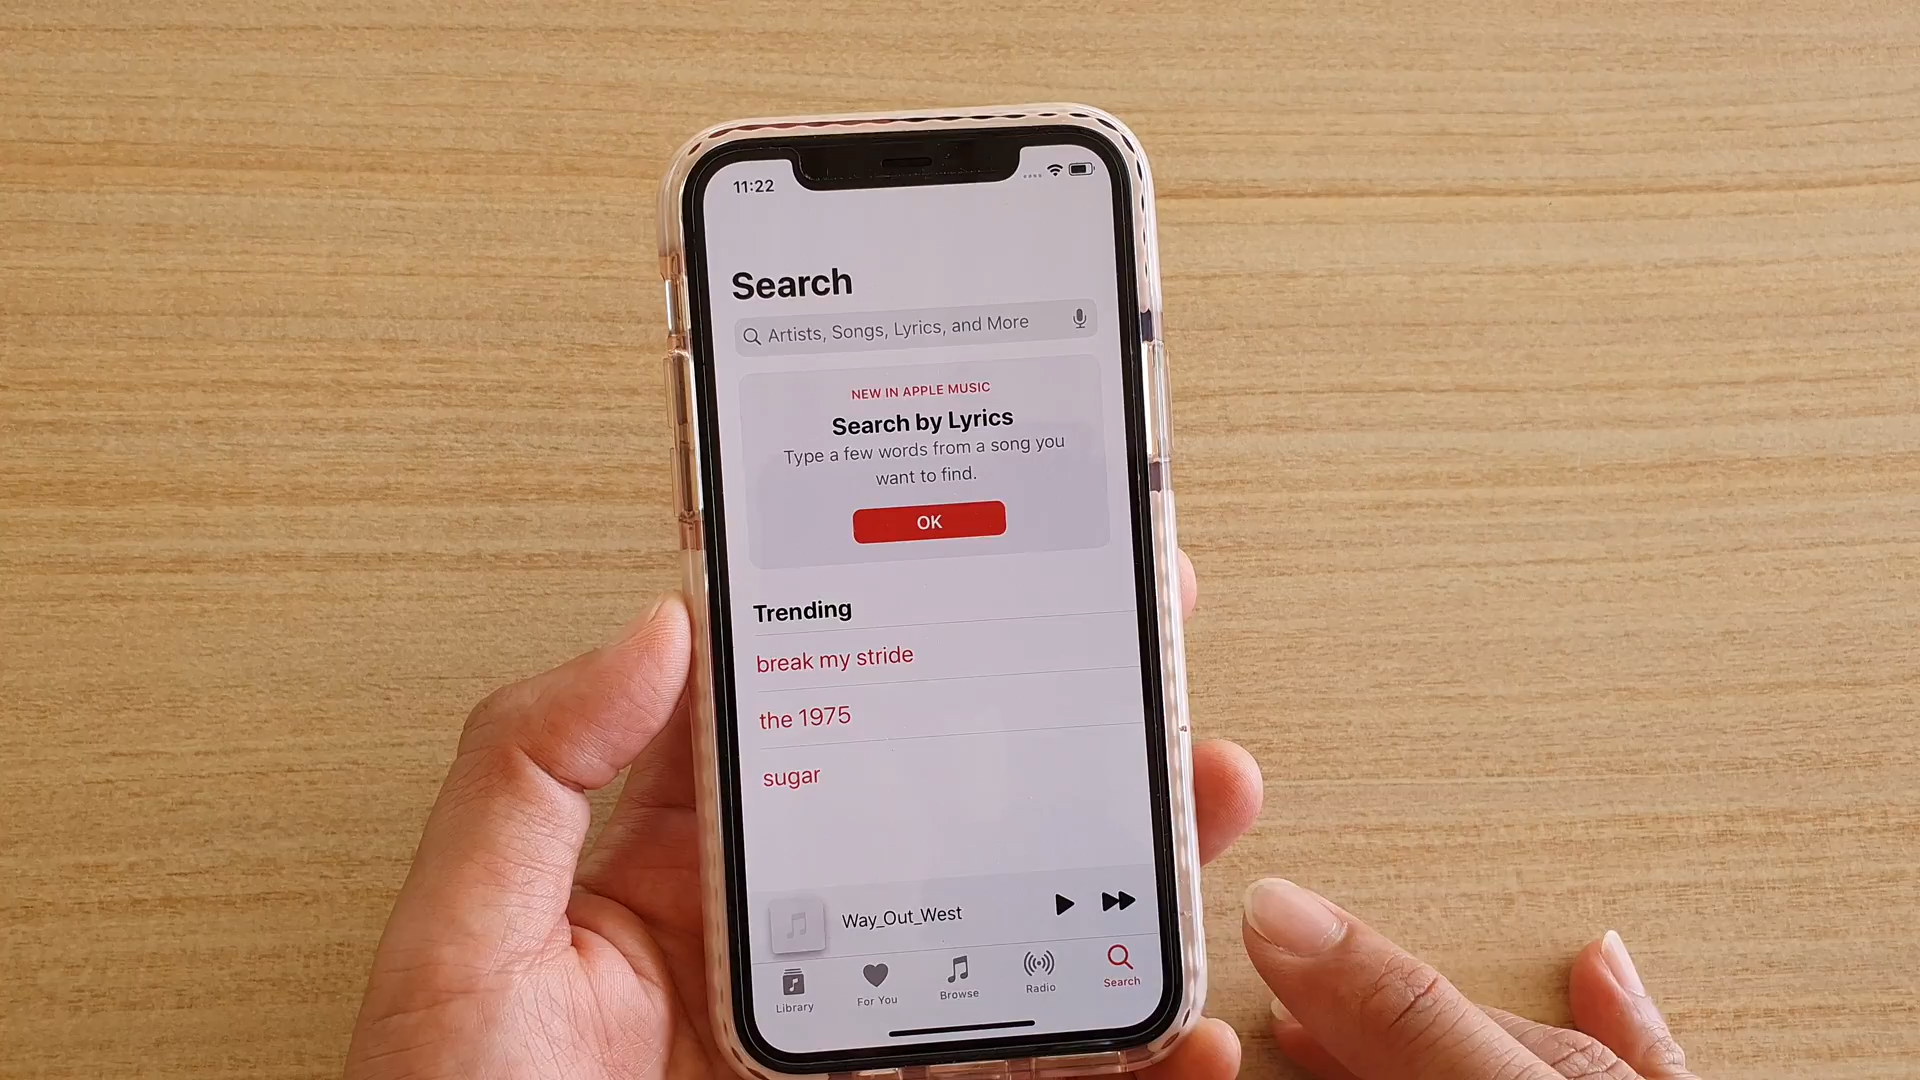 11:22
Search
Artists, Songs, Lyrics, and More
NEW IN APPLE MUSIC
Search by Lyrics
Type a few words from a song you
want to find.
OK
Trending
break my stride
the 1975
sugar
Way_Out_West
Library For You Browse Radio Search